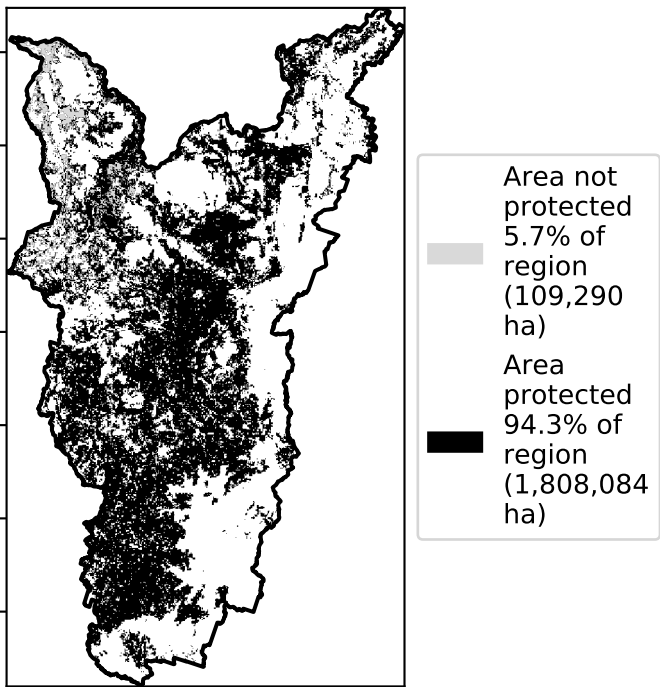 Area not
protected
5.7% of
region
(109,290
ha)
Area
protected
94.3% of
region
(1,808,084
ha)